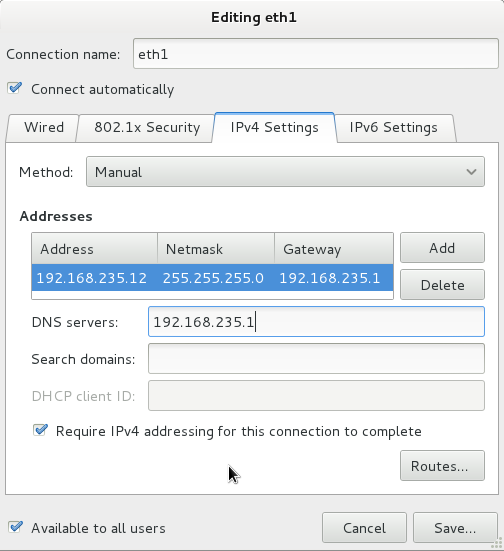 Editing eth1
Connection name: eth1
Connect automatically
Wired 802.1x Security IPv4 Settings IPv6 Settings
Method: Manual
Addresses
Address Netmask Gateway Add
192.168.235.12 255.255.255.0 192.168.235.1
Delete
DNS servers: 192.168.235.1
Search domains:
DHCP client ID:
Require IPv4 addressing for this connection to complete
Routes...
Available to all users Cancel Save...